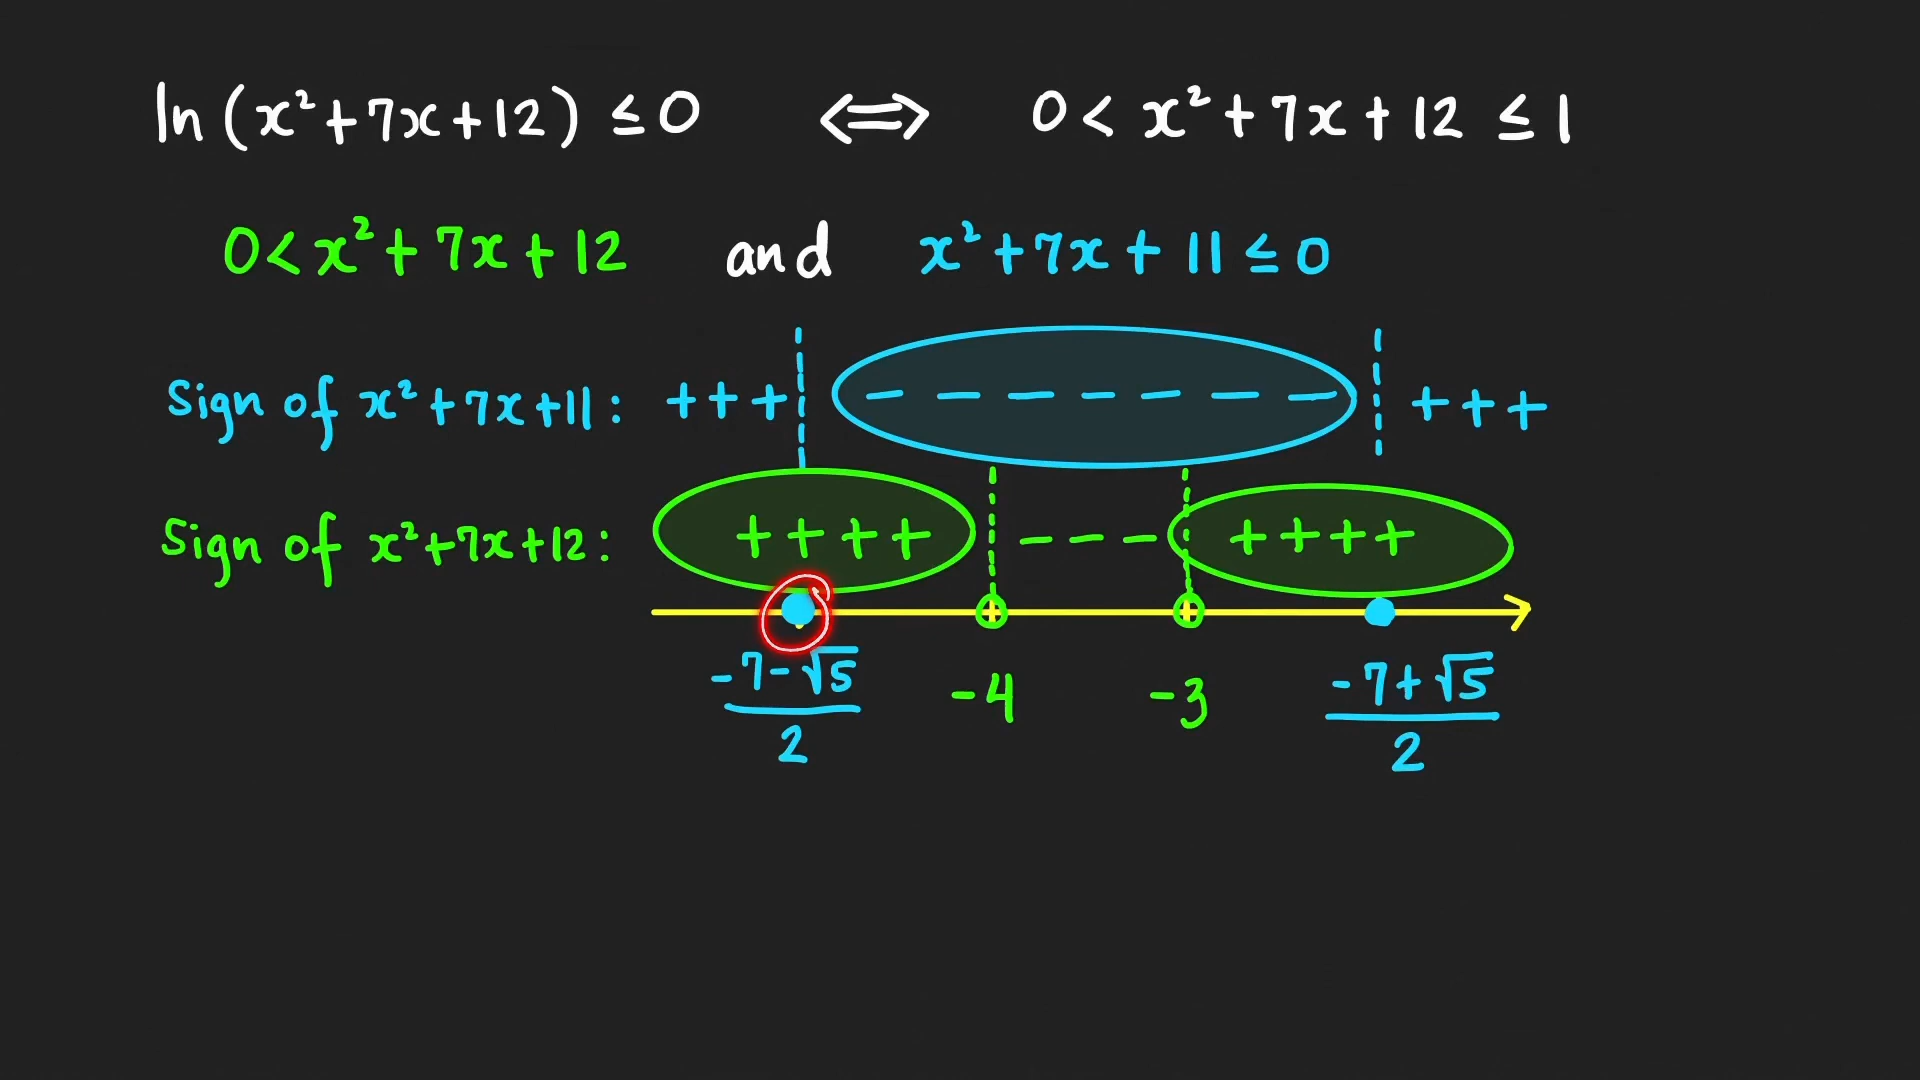 ln (x²+7x+12) ≤ 0 ⟺ 0 < x² + 7x + 12 ≤ 1
0 < x² + 7x + 12 and x² + 7x + 11 ≤ 0
Sign of x²+7x+11: + + + − − − − − − − + + +
Sign of x²+7x+12: + + + + − − − + + + +
-7-√5 -4 -3 -7+√5
2 2